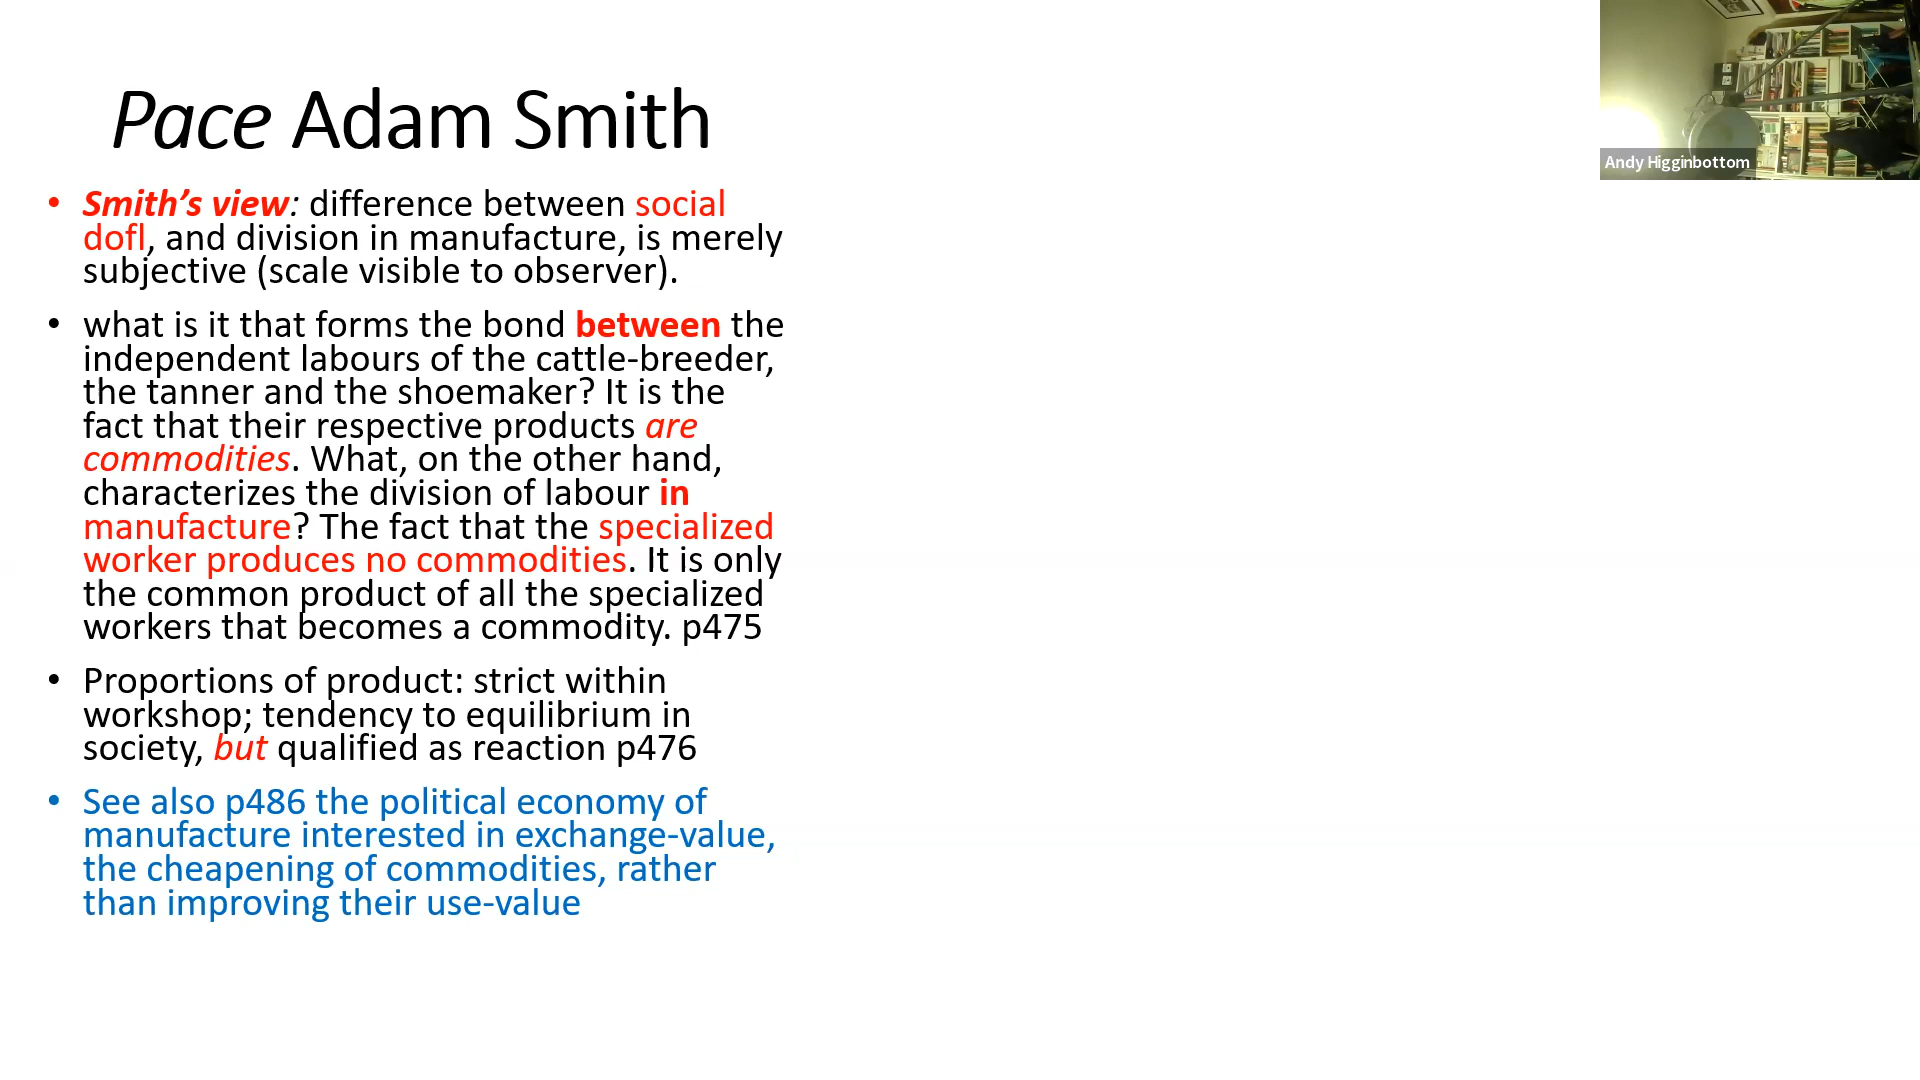 Pace Adam Smith
Andy Higginbottom
• Smith’s view: difference between social
dofl, and division in manufacture, is merely
subjective (scale visible to observer).
• what is it that forms the bond between the
independent labours of the cattle-breeder,
the tanner and the shoemaker? It is the
fact that their respective products are
commodities. What, on the other hand,
characterizes the division of labour in
manufacture? The fact that the specialized
worker produces no commodities. It is only
the common product of all the specialized
workers that becomes a commodity. p475
• Proportions of product: strict within
workshop; tendency to equilibrium in
society, but qualified as reaction p476
• See also p486 the political economy of
manufacture interested in exchange-value,
the cheapening of commodities, rather
than improving their use-value